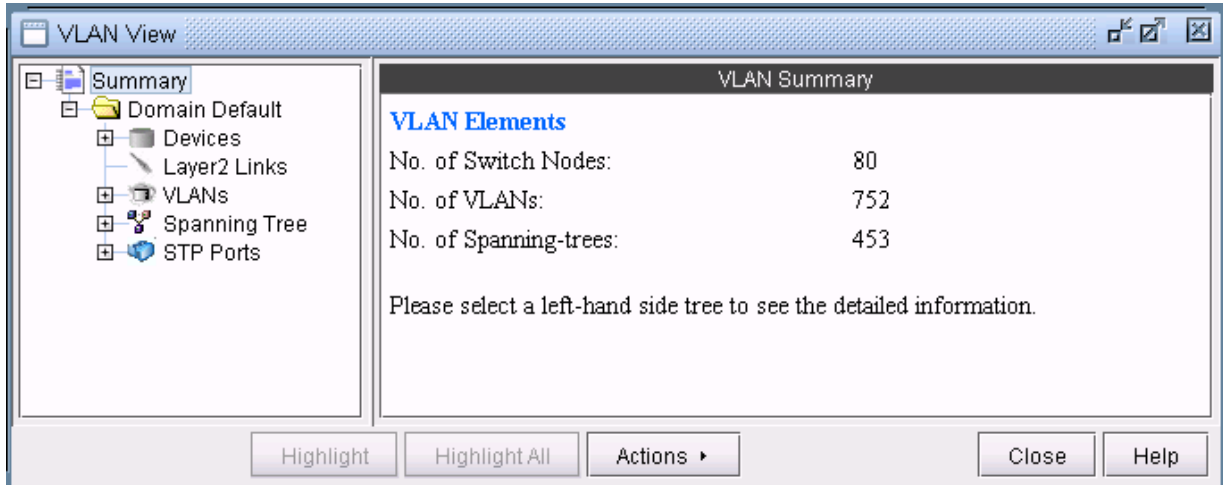 VLAN View
Summary
Domain Default
Devices
Layer2 Links
VLANs
Spanning Tree
STP Ports
VLAN Summary
VLAN Elements
No. of Switch Nodes: 80
No. of VLANs: 752
No. of Spanning-trees: 453
Please select a left-hand side tree to see the detailed information.
Highlight Highlight All Actions Close Help